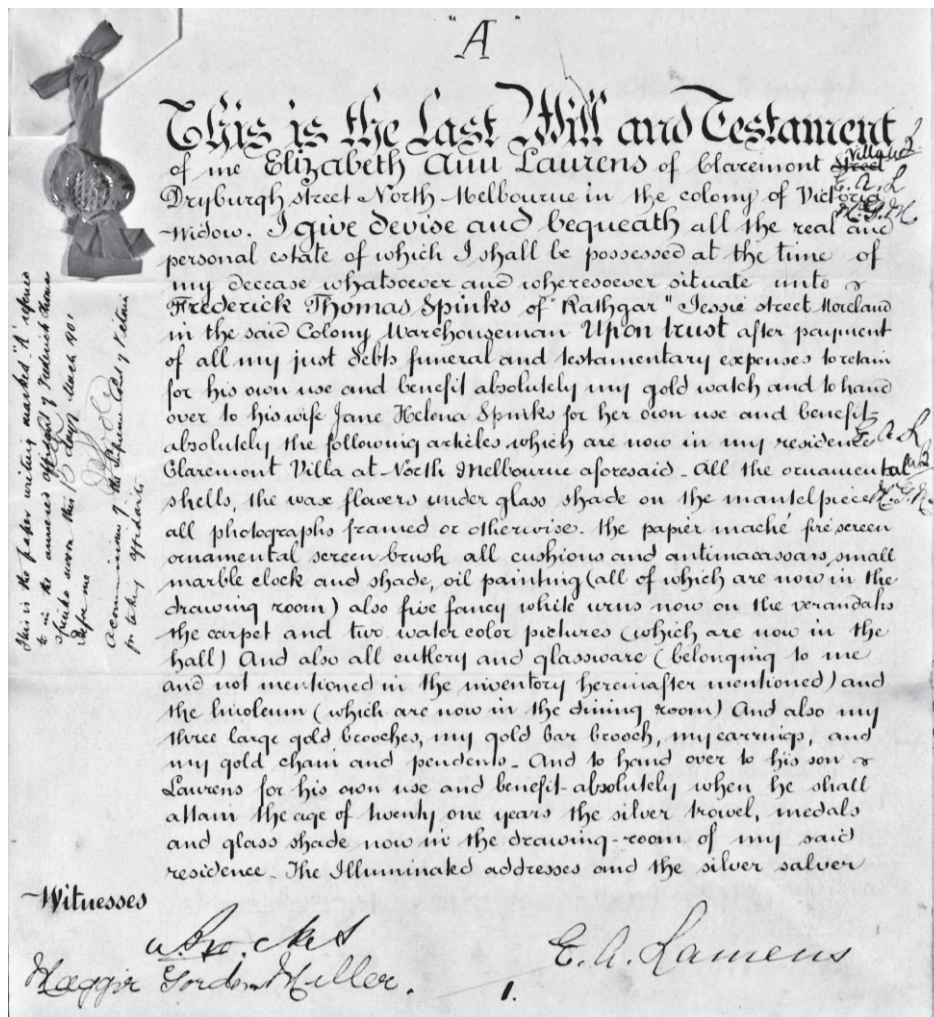 "A"
This is the Last Will and Testament
of me Elizabeth Ann Laurens of Claremont Street Villa
E. A. L
Dryburgh street North Melbourne in the colony of Victoria
M. G. M
Widow. I give devise and bequeath all the real and
personal estate of which I shall be possessed at the time of
my decease whatsoever and wheresoever situate unto
Frederick Thomas Spinks of "Rathgar" Jessie street Moreland
in the said Colony Warehouseman Upon trust after payment
of all my just debts funeral and testamentary expenses to retain
for his own use and benefit absolutely my gold watch and to hand
over to his wife Jane Helena Spinks for her own use and benefit
absolutely the following articles which are now in my residence
E. A. L
Claremont Villa at North Melbourne aforesaid - All the ornamental
shells, the wax flowers under glass shade on the mantelpiece
M. G. M
all photographs framed or otherwise. the papier maché firescreen
ornamental screen brush all cushions and antimacassars, small
marble clock and shade, oil painting (all of which are now in the
drawing room) also five fancy white urns now on the verandahs
the carpet and two water color pictures (which are now in the
hall) And also all cutlery and glassware (belonging to me
and not mentioned in the inventory hereinafter mentioned) and
the linoleum (which are now in the dining room) And also my
three large gold brooches, my gold bar brooch, my earrings, and
my gold chain and pendents - And to hand over to his son
Laurens for his own use and benefit absolutely when he shall
attain the age of twenty one years the silver trowel, medals
and glass shade now in the drawing-room of my said
residence - The Illuminated addresses and the silver salver
This is the paper writing marked "A" referred
to in the annexed affidavit of Frederick Thomas
Spinks sworn this day of March 190
Before me
A commissioner of the Supreme Court of Victoria
for taking affidavits
Witnesses
Maggie Gordon Miller.
E. A. Laurens
1.